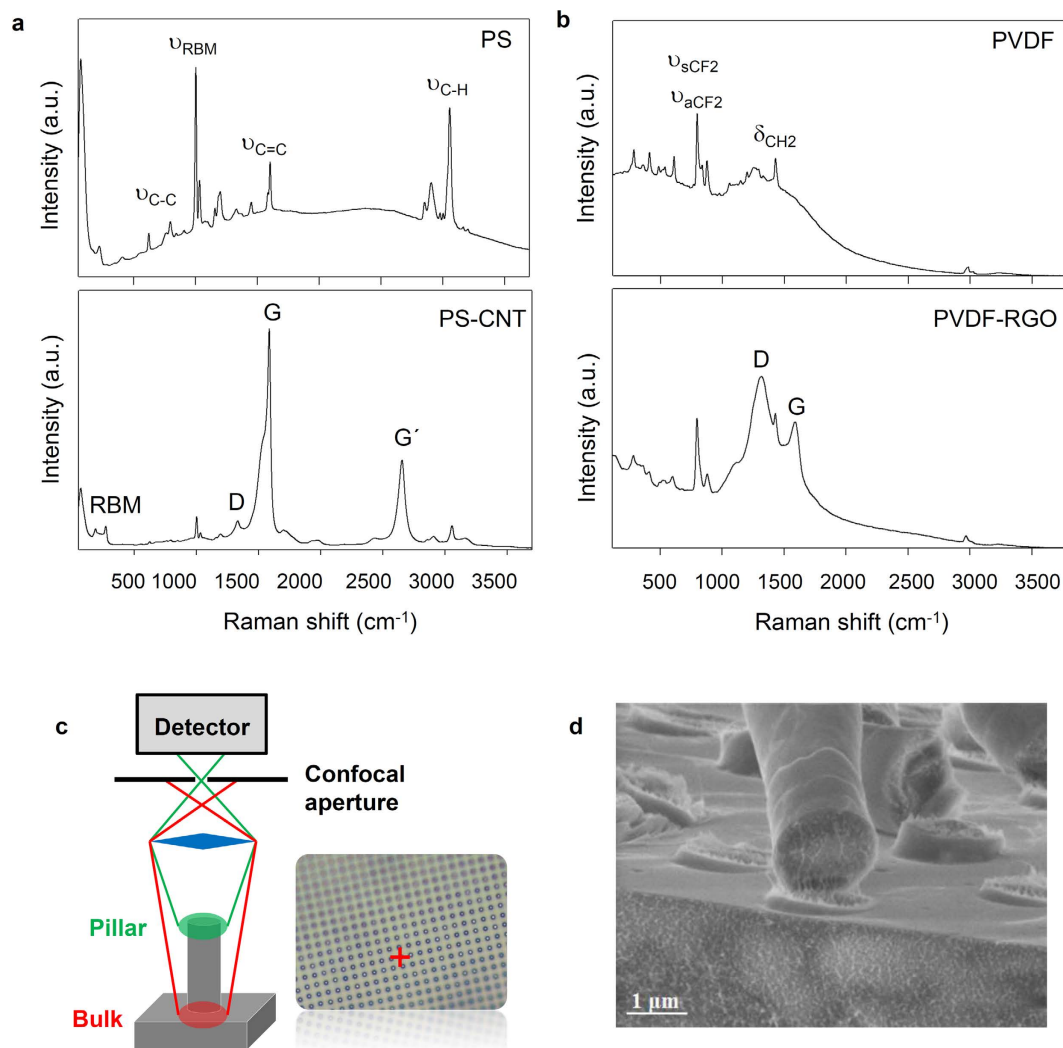 a
PS
υRBM
υC-H
υC=C
υC-C
Intensity (a.u.)
PS-CNT
G
G´
RBM
D
Intensity (a.u.)
500 1000 1500 2000 2500 3000 3500
Raman shift (cm-1)
b
PVDF
υsCF2
υaCF2
δCH2
Intensity (a.u.)
PVDF-RGO
D
G
Intensity (a.u.)
500 1000 1500 2000 2500 3000 3500
Raman shift (cm-1)
c
Detector
Confocal
aperture
Pillar
Bulk
d
1 µm